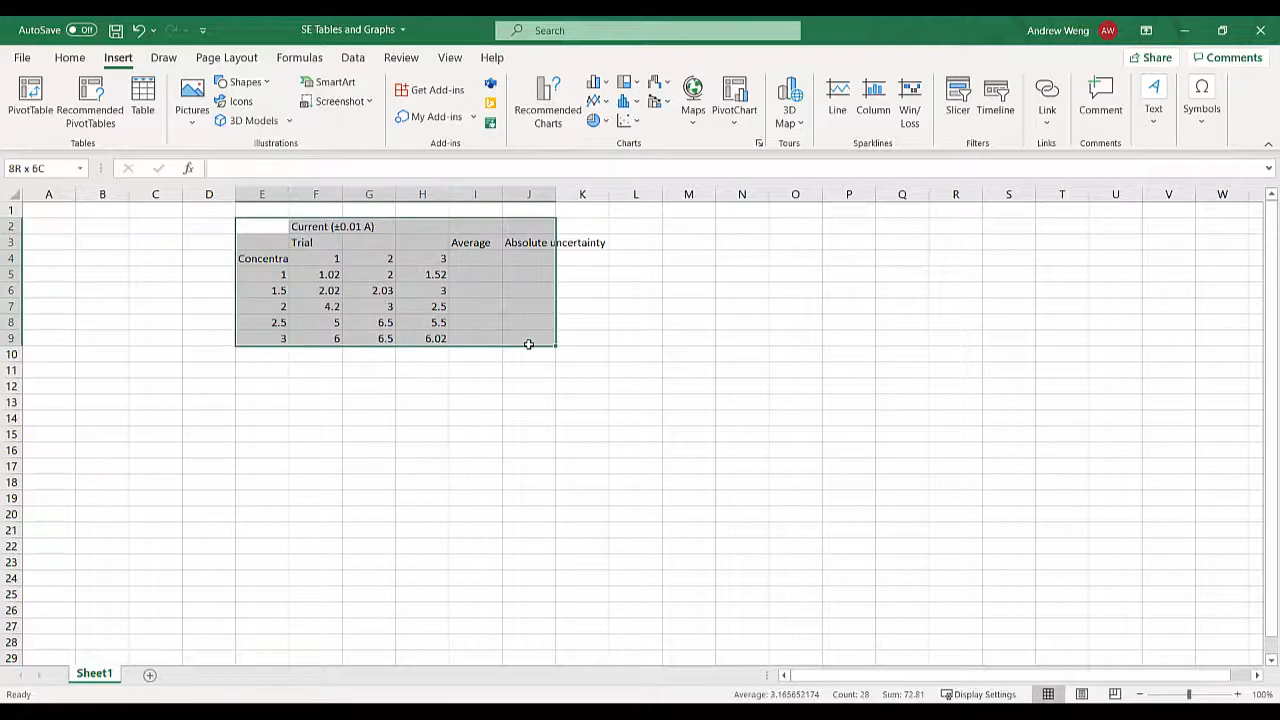 AutoSave Off SE Tables and Graphs Search Andrew Weng AW
File Home Insert Draw Page Layout Formulas Data Review View Help Share Comments
PivotTable Recommended PivotTables Table
Tables
Pictures Shapes Icons 3D Models SmartArt Screenshot
Illustrations
Get Add-ins
My Add-ins
Add-ins
Recommended Charts Maps PivotChart
Charts
3D Map
Tours
Line Column Win/Loss
Sparklines
Slicer Timeline
Filters
Link
Links
Comment
Comments
Text
Symbols
8R x 6C fx
A B C D E F G H I J K L M N O P Q R S T U V W
1
2 Current (±0.01 A)
3 Trial Average Absolute uncertainty
4 Concentra 1 2 3
5 1 1.02 2 1.52
6 1.5 2.02 2.03 3
7 2 4.2 3 2.5
8 2.5 5 6.5 5.5
9 3 6 6.5 6.02
10
11
12
13
14
15
16
17
18
19
20
21
22
23
24
25
26
27
28
29
Sheet1
Ready Average: 3.165652174 Count: 28 Sum: 72.81 Display Settings 100%